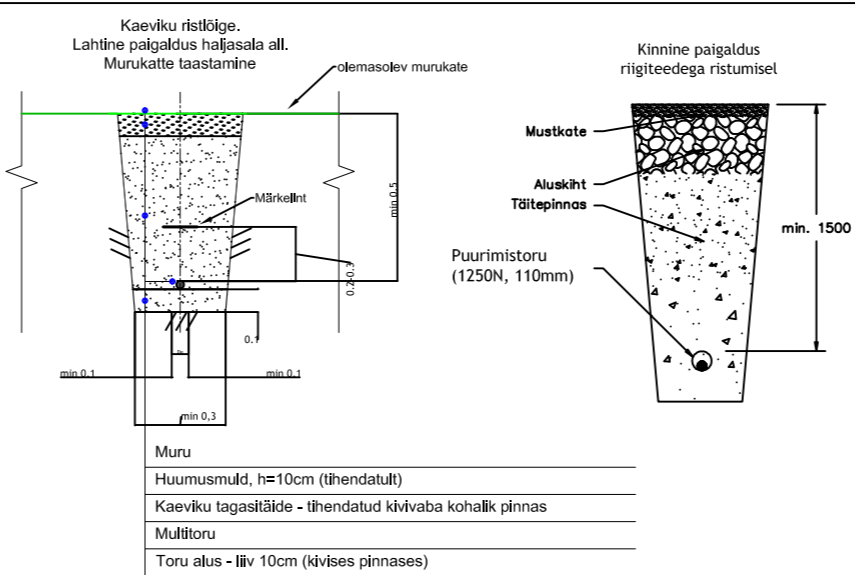 Kaeviku ristlõige.
Lahtine paigaldus haljasala all.
Murukatte taastamine
olemasolev murukate
Märkelint
min 0.5
0.2-0.3
0.1
min 0.1
min 0.1
min 0,3
Muru
Huumusmuld, h=10cm (tihendatult)
Kaeviku tagasitäide - tihendatud kivivaba kohalik pinnas
Multitoru
Toru alus - liiv 10cm (kivises pinnases)
Kinnine paigaldus
riigiteedega ristumisel
Mustkate
Aluskiht
Täitepinnas
min. 1500
Puurimistoru
(1250N, 110mm)